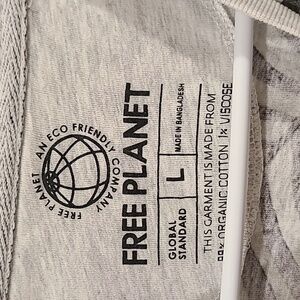 FREE PLANET AN ECO FRIENDLY COMPANY
FREE PLANET
GLOBAL
STANDARD
L
MADE IN BANGLADESH
THIS GARMENT IS MADE FROM
99% ORGANIC COTTON 1% VISCOSE